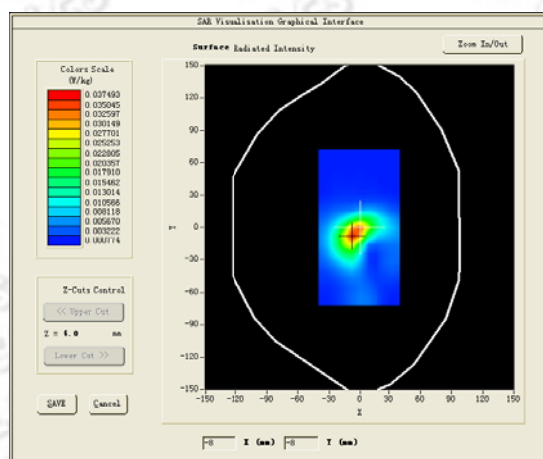 SAR Visualisation Graphical Interface
Surface Radiated Intensity
Zoom In/Out
Colors Scale
(W/kg)
0.037493
0.035045
0.032597
0.030149
0.027701
0.025253
0.022805
0.020357
0.017910
0.015462
0.013014
0.010566
0.008118
0.005670
0.003222
0.000774
150
120
90
60
30
0
-30
-60
-90
-120
-150
Y
-150 -120 -90 -60 -30 0 30 60 90 120 150
X
Z-Cuts Control
<< Upper Cut
Z = 4.0 mm
Lower Cut >>
SAVE Cancel
-8 X (mm) -8 Y (mm)